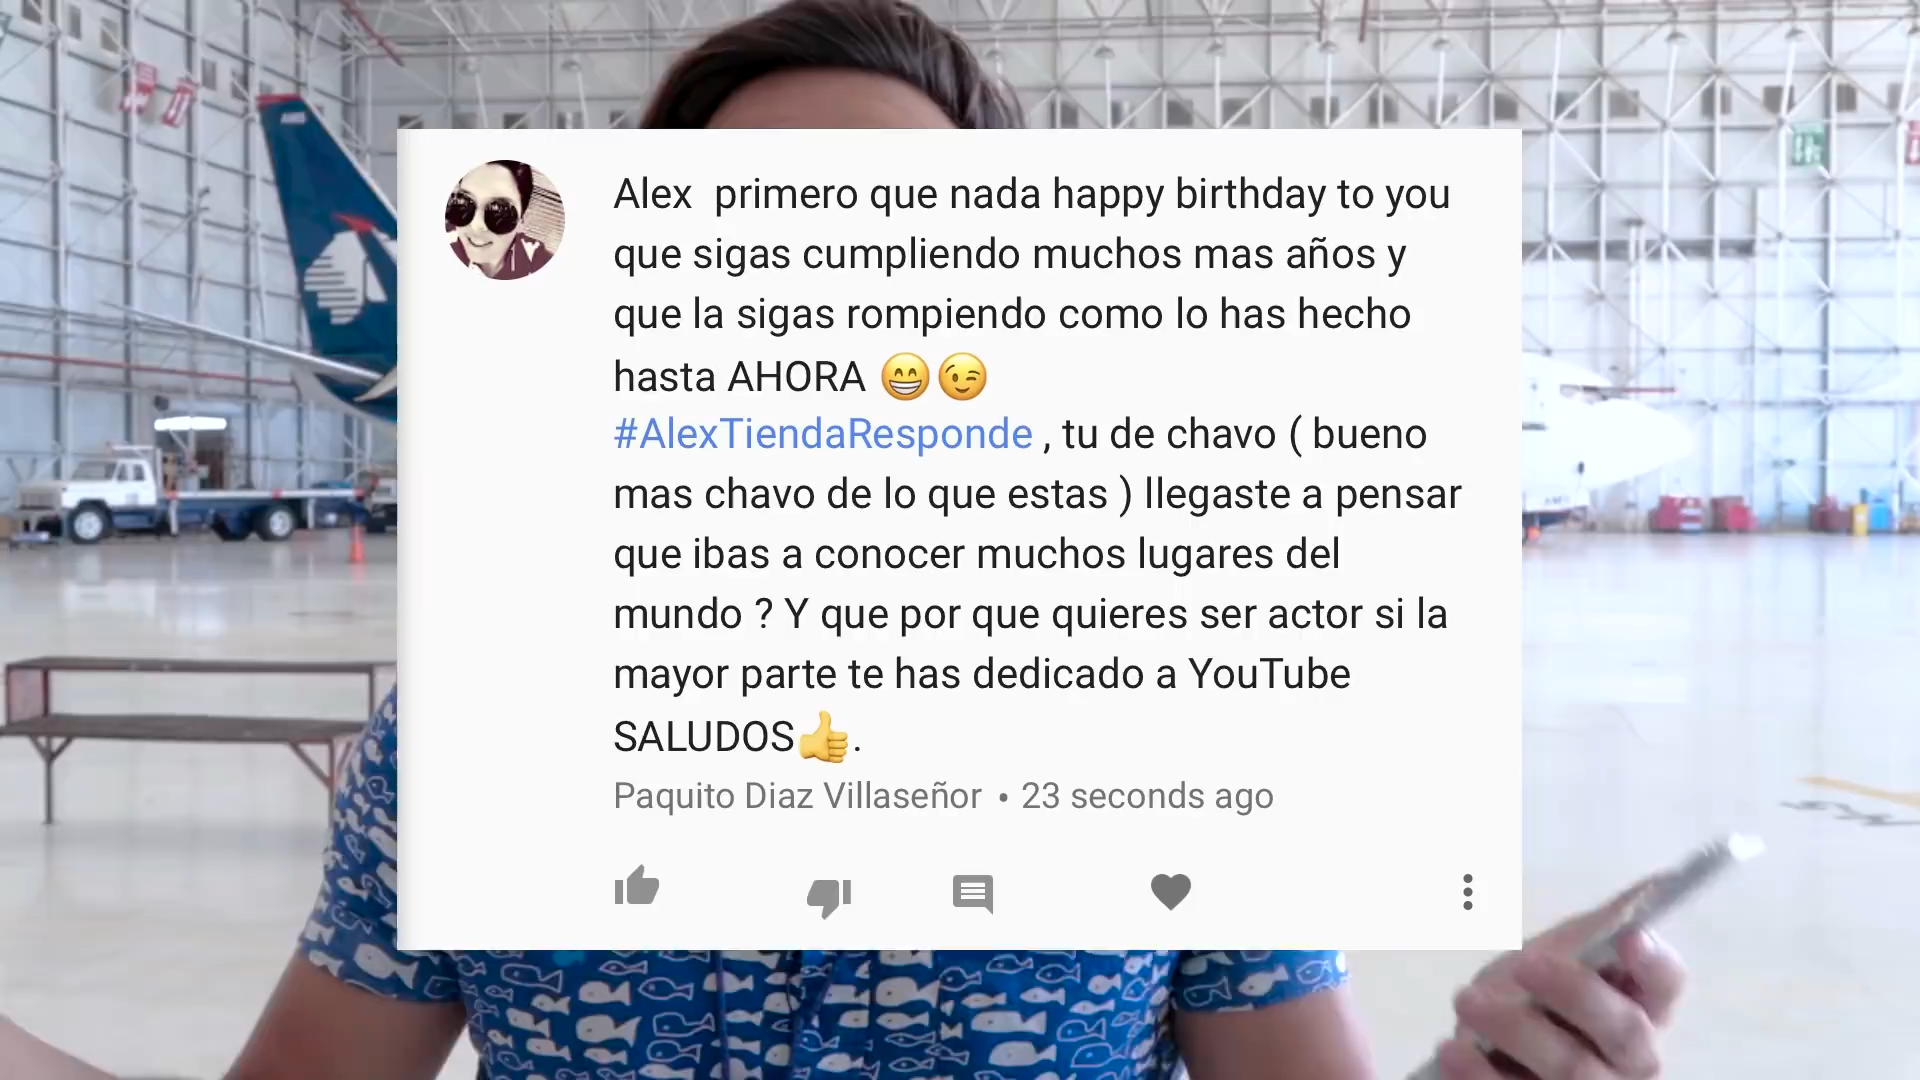 Alex  primero que nada happy birthday to you
que sigas cumpliendo muchos mas años y
que la sigas rompiendo como lo has hecho
hasta AHORA 😁😉
#AlexTiendaResponde , tu de chavo ( bueno
mas chavo de lo que estas ) llegaste a pensar
que ibas a conocer muchos lugares del
mundo ? Y que por que quieres ser actor si la
mayor parte te has dedicado a YouTube
SALUDOS👍.
Paquito Diaz Villaseñor • 23 seconds ago